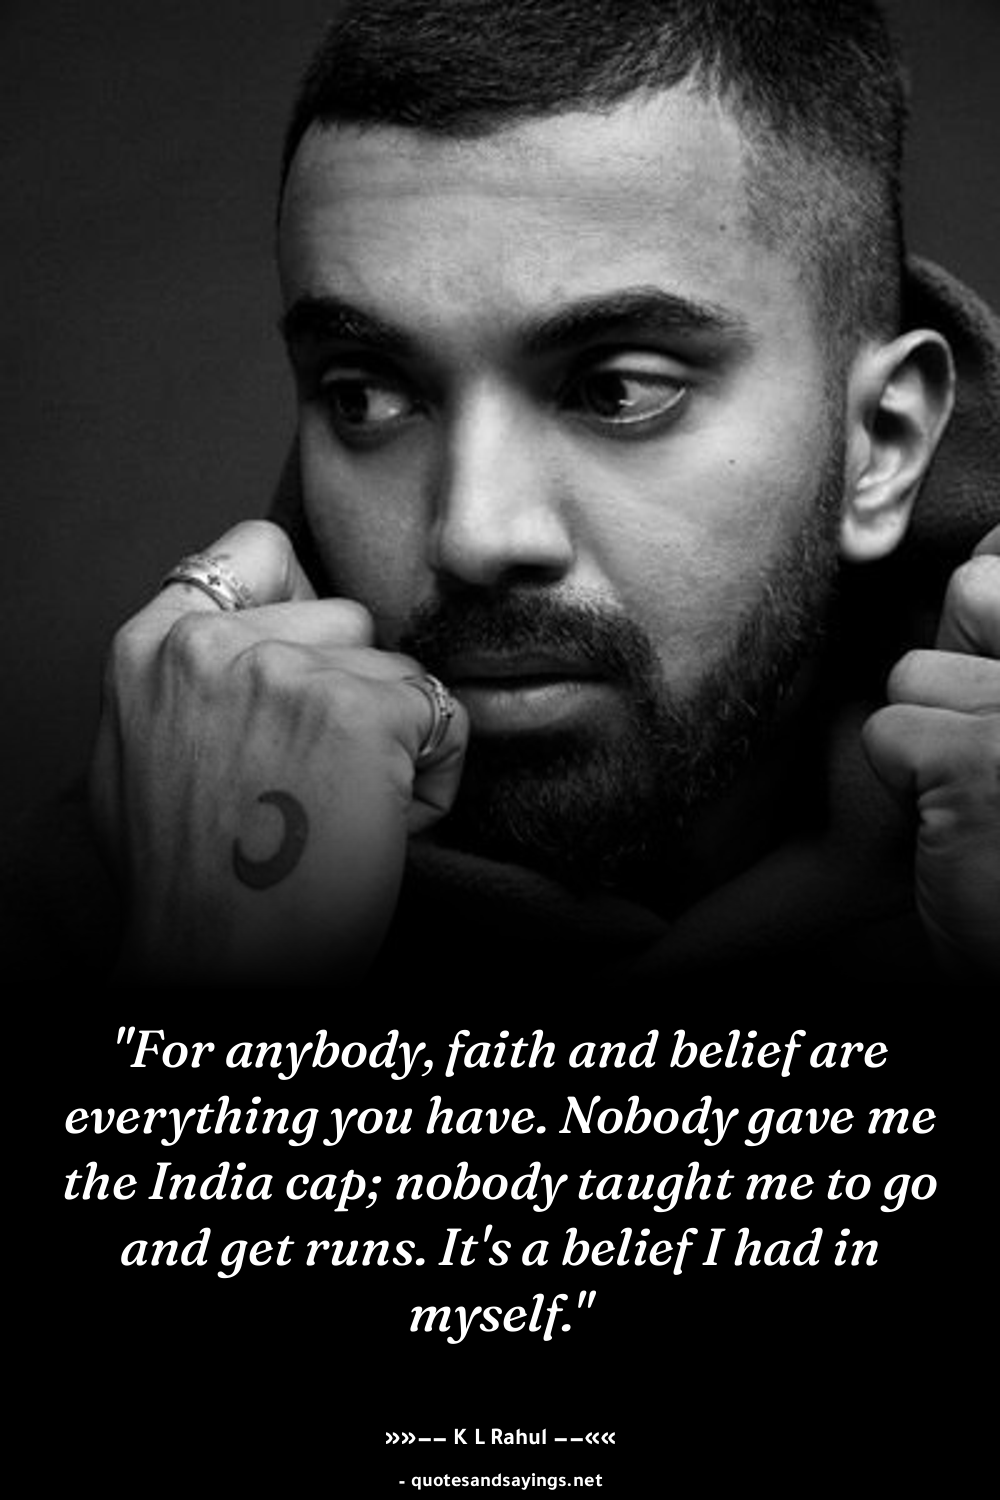 "For anybody, faith and belief are
everything you have. Nobody gave me
the India cap; nobody taught me to go
and get runs. It's a belief I had in
myself."
»»–– K L Rahul ––««
- quotesandsayings.net